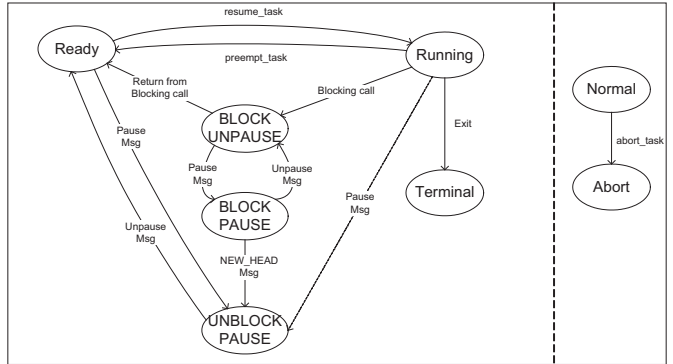 resume_task
Ready
Running
preempt_task
Return from
Blocking call
Blocking call
Normal
BLOCK
UNPAUSE
Exit
Pause
Msg
abort_task
Pause
Msg
Unpause
Msg
Terminal
Abort
BLOCK
PAUSE
Pause
Msg
Unpause
Msg
NEW_HEAD
Msg
UNBLOCK
PAUSE